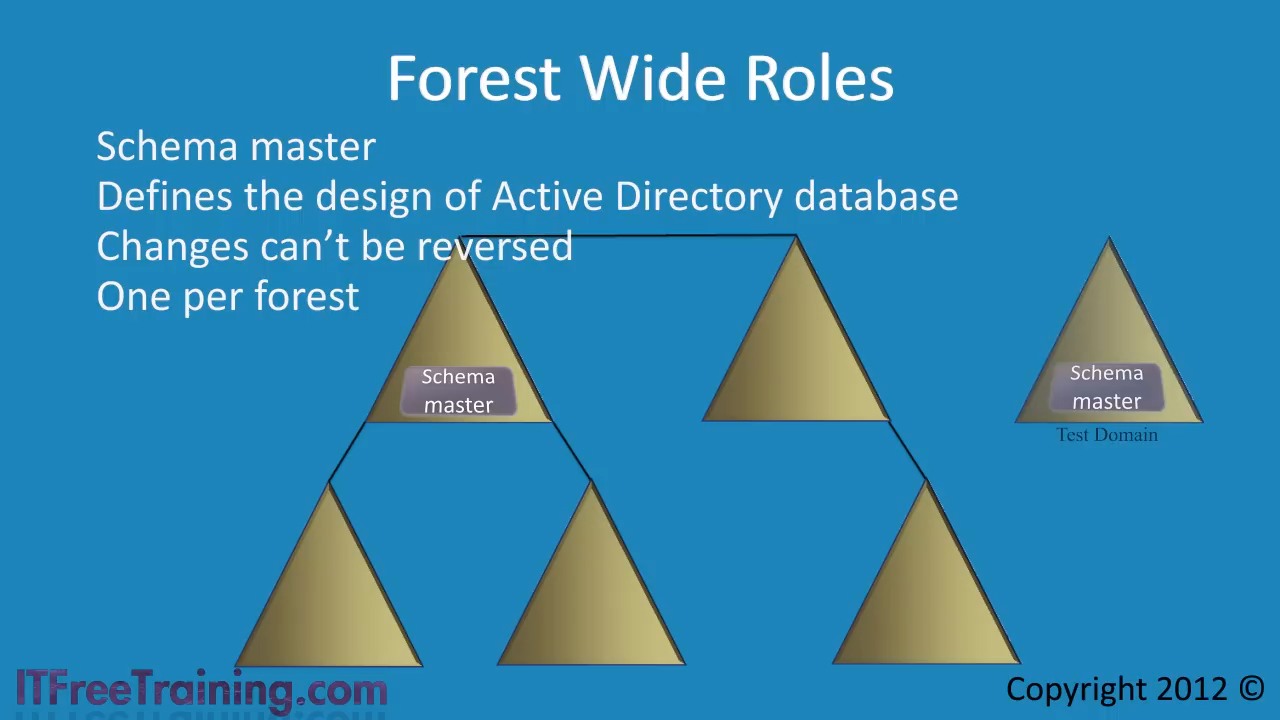 Forest Wide Roles
Schema master
Defines the design of Active Directory database
Changes can’t be reversed
One per forest
Schema
master
Schema
master
Test Domain
ITFreeTraining.com
Copyright 2012 ©